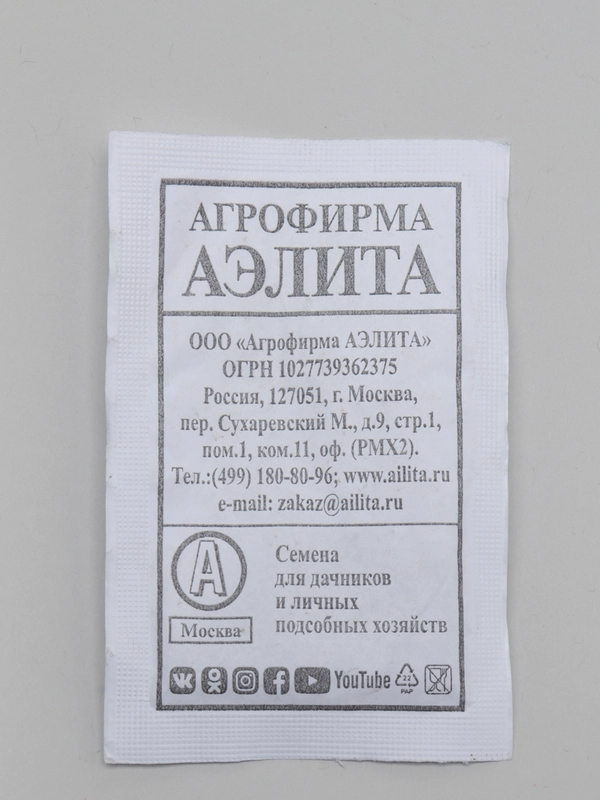 АГРОФИРМА
АЭЛИТА
ООО «Агрофирма АЭЛИТА»
ОГРН 1027739362375
Россия, 127051, г. Москва,
пер. Сухаревский М., д.9, стр.1,
пом.1, ком.11, оф. (РМХ2).
Тел.:(499) 180-80-96; www.ailita.ru
e-mail: zakaz@ailita.ru
А
Москва
Семена
для дачников
и личных
подсобных хозяйств
YouTube
22
PAP